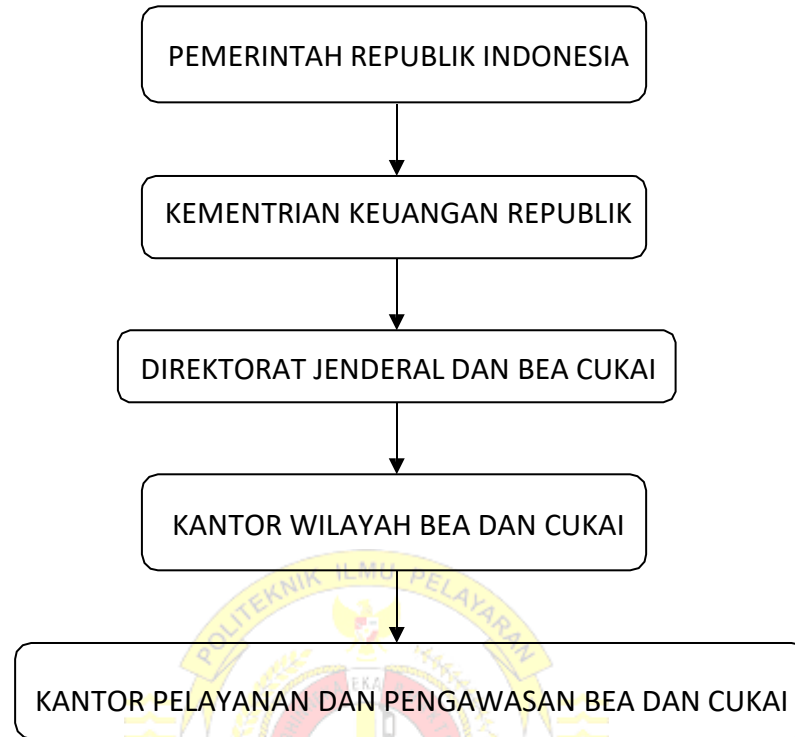 PEMERINTAH REPUBLIK INDONESIA
KEMENTRIAN KEUANGAN REPUBLIK
DIREKTORAT JENDERAL DAN BEA CUKAI
KANTOR WILAYAH BEA DAN CUKAI
POLITEKNIK ILMU PELAYARAN
KANTOR PELAYANAN DAN PENGAWASAN BEA DAN CUKAI